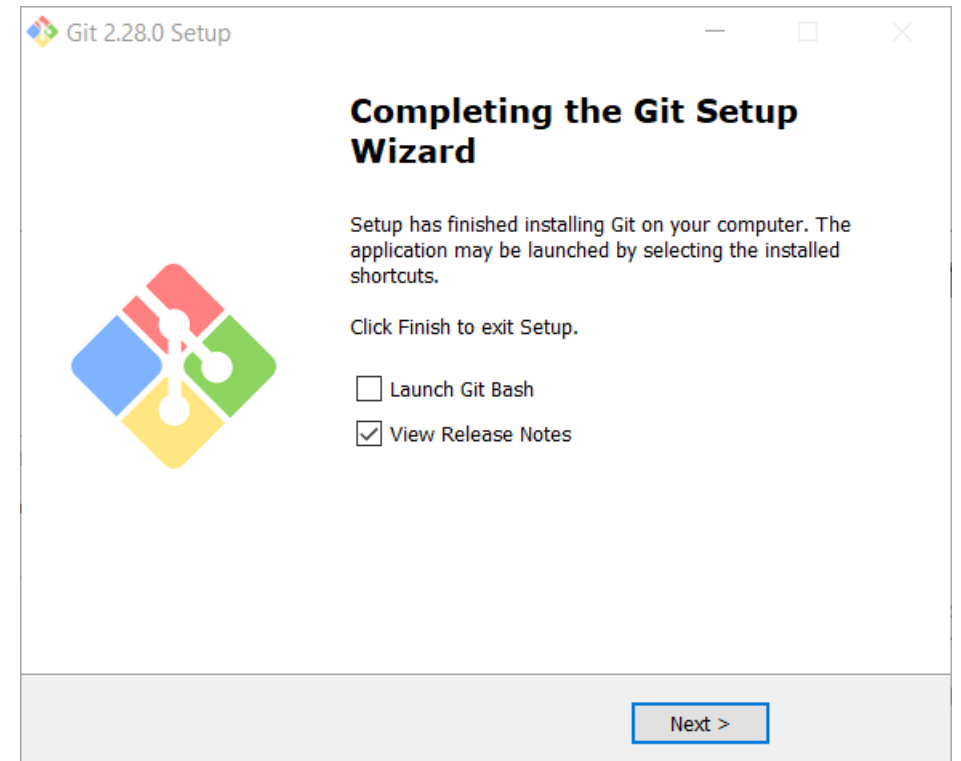 Git 2.28.0 Setup
Completing the Git Setup
Wizard
Setup has finished installing Git on your computer. The
application may be launched by selecting the installed
shortcuts.
Click Finish to exit Setup.
Launch Git Bash
View Release Notes
Next >